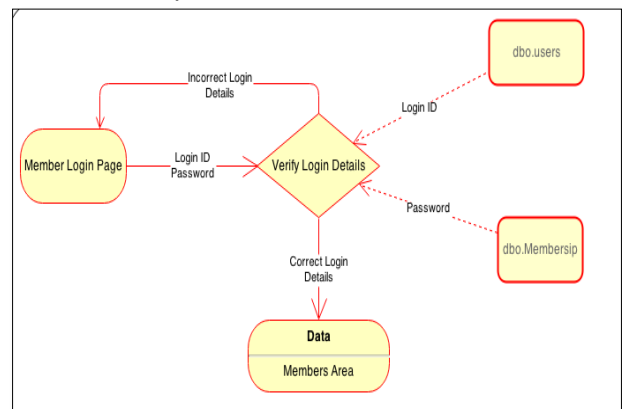 dbo.users
Incorrect Login
Details
Login ID
Member Login Page
Login ID
Password
Verify Login Details
Password
dbo.Membersip
Correct Login
Details
Data
Members Area